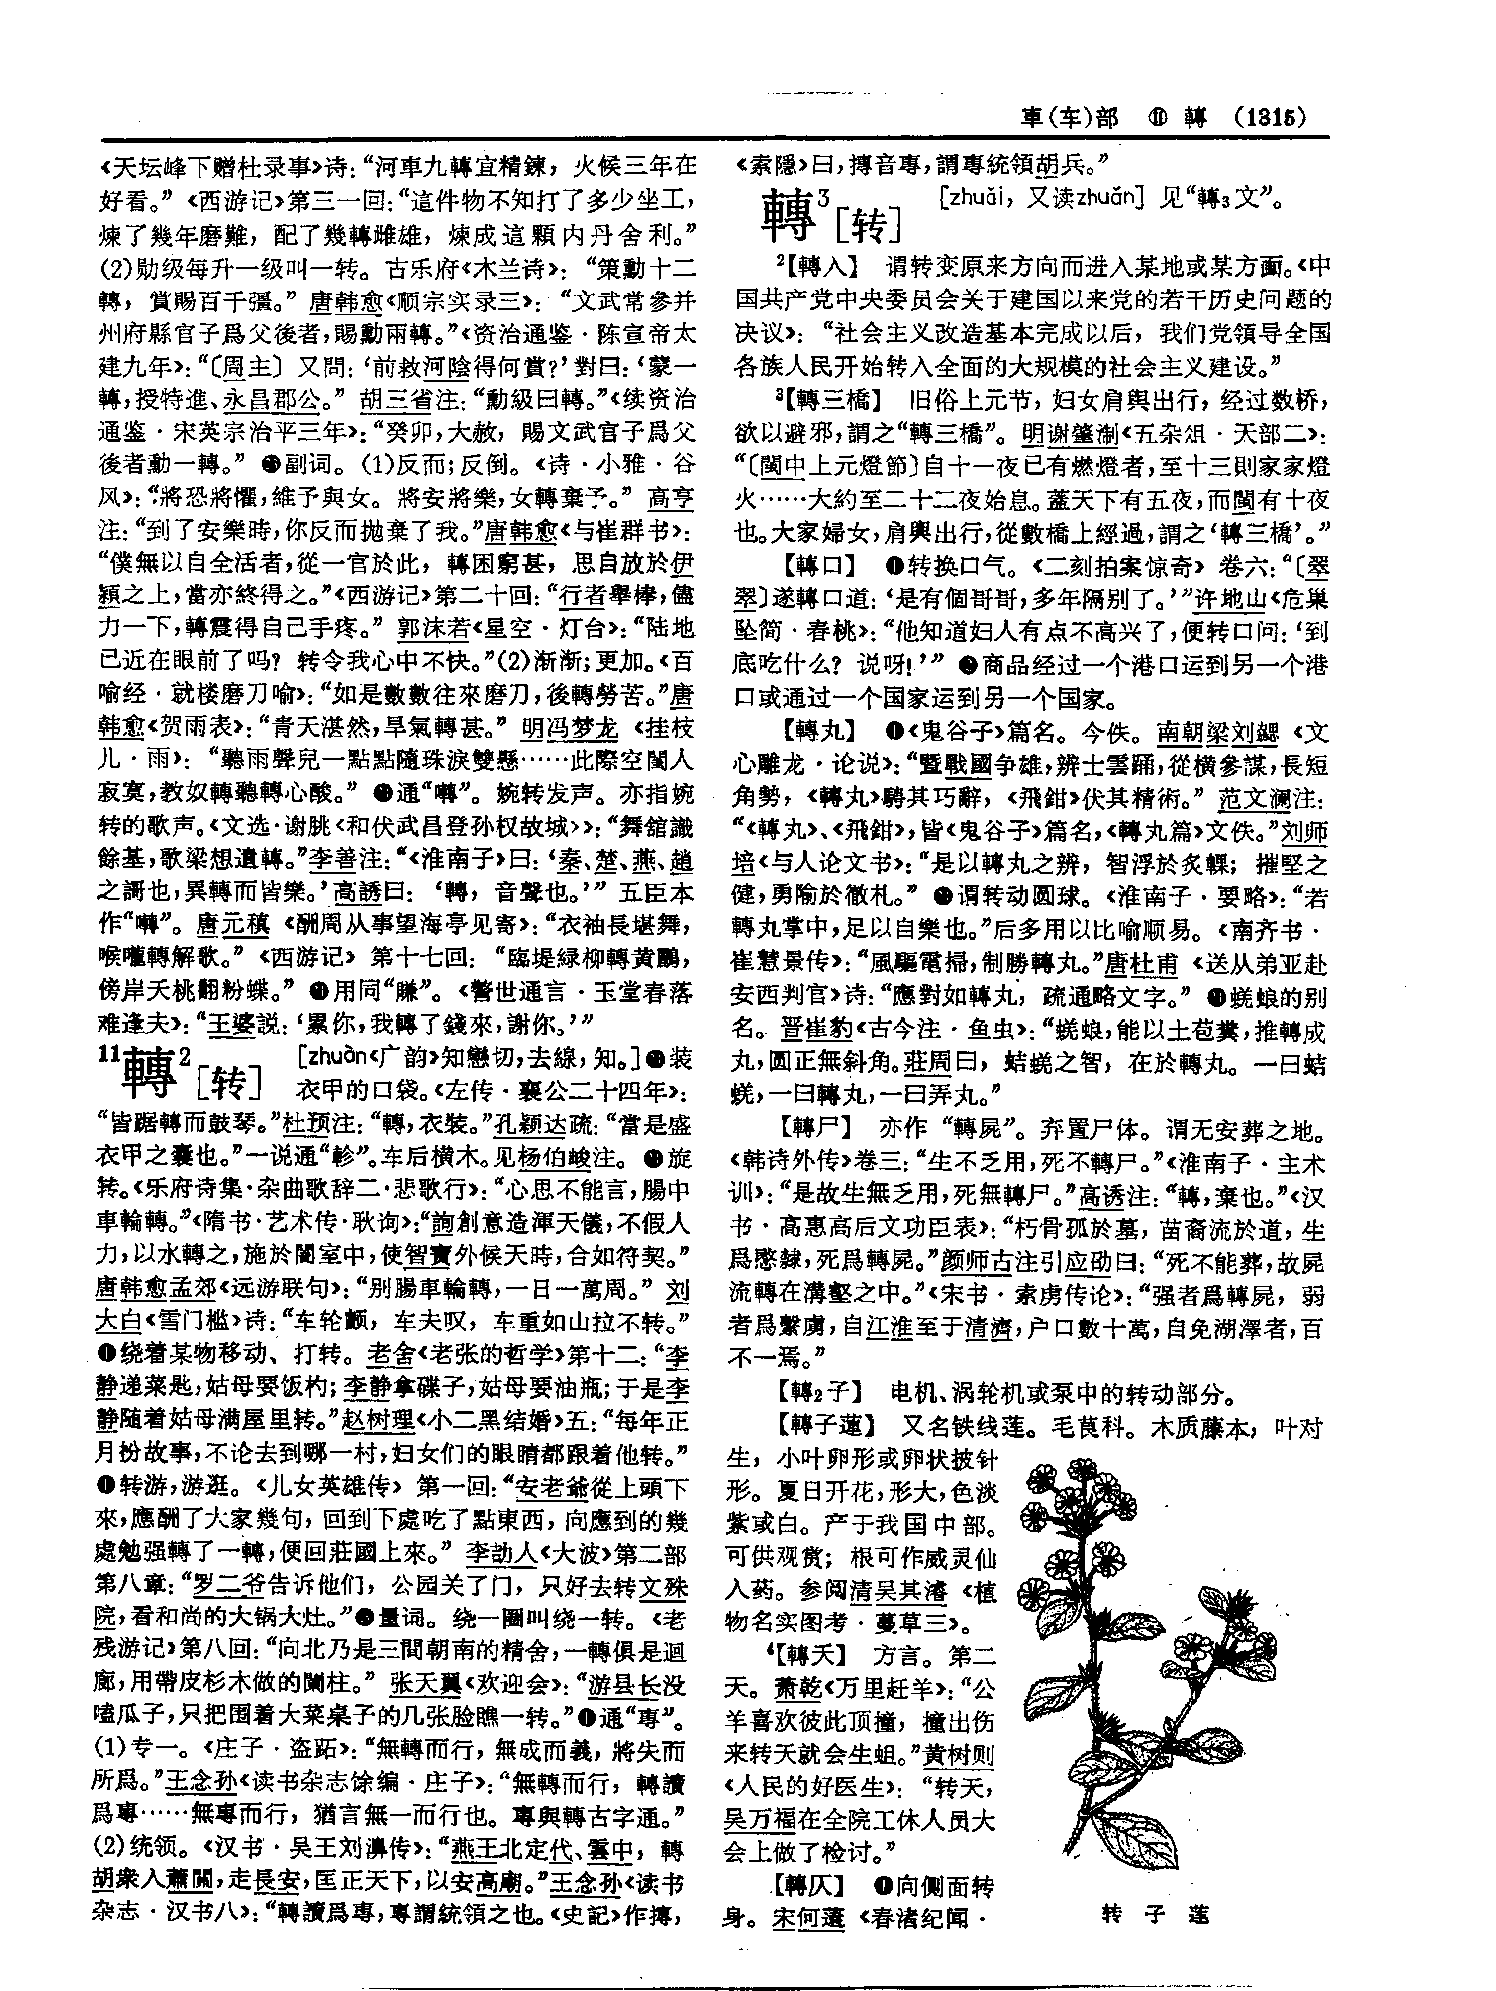 車(车)部 ⑪ 轉 (1315)
《天坛峰下赠杜录事》诗：“河車九轉宜精鍊，火候三年在
好看。”《西游记》第三一回：“這件物不知打了多少坐工，
煉了幾年磨難，配了幾轉雌雄，煉成這顆内丹舍利。”
(2)勋级每升一级叫一转。古乐府《木兰诗》：“策勳十二
轉，賞賜百千彊。”唐韩愈《顺宗实录三》：“文武常參并
州府縣官子爲父後者，賜勳兩轉。”《资治通鉴·陈宣帝太
建九年》：“〔周主〕又問：‘前救河陰得何賞？’對曰：‘蒙一
轉，授特進、永昌郡公。”胡三省注：“勳級曰轉。”《续资治
通鉴·宋英宗治平三年》：“癸卯，大赦，賜文武官子爲父
後者勳一轉。”副词。(1)反而；反倒。《诗·小雅·谷
风》：“將恐將懼，維予與女。將安將樂，女轉棄予。”高亨
注：“到了安樂時，你反而抛棄了我。”唐韩愈《与崔群书》：
“僕無以自全活者，從一官於此，轉困窮甚，思自放於伊
潁之上，當亦終得之。”《西游记》第二十回：“行者舉棒，儘
力一下，轉震得自己手疼。”郭沫若《星空·灯台》：“陆地
已近在眼前了吗？转令我心中不快。”(2)渐渐；更加。《百
喻经·就楼磨刀喻》：“如是數數往來磨刀，後轉勞苦。”唐
韩愈《贺雨表》：“青天湛然，旱氣轉甚。”明冯梦龙《挂枝
儿·雨》：“聽雨聲兒一點點隨珠淚雙懸……此際空閨人
寂寞，教奴轉聽轉心酸。”通“囀”。婉转发声。亦指婉
转的歌声。《文选·谢朓〈和伏武昌登孙权故城〉》：“舞舘識
餘基，歌梁想遺轉。”李善注：“《淮南子》曰：‘秦、楚、燕、趙
之謌也，異轉而皆樂。’高誘曰：‘轉，音聲也。’”五臣本
作“囀”。唐元稹《酬周从事望海亭见寄》：“衣袖長堪舞，
喉嚨轉解歌。”《西游记》第十七回：“臨堤緑柳轉黄鸝，
傍岸夭桃翻粉蝶。”用同“賺”。《警世通言·玉堂春落
难逢夫》：“王婆説：‘累你，我轉了錢來，謝你。’”
11轉2[转] [zhuàn《广韵》知戀切，去線，知。]装
衣甲的口袋。《左传·襄公二十四年》：
“皆踞轉而鼓琴。”杜预注：“轉，衣裝。”孔颖达疏：“當是盛
衣甲之囊也。”一说通“軫”。车后横木。见杨伯峻注。旋
转。《乐府诗集·杂曲歌辞二·悲歌行》：“心思不能言，腸中
車輪轉。”《隋书·艺术传·耿询》：“詢創意造渾天儀，不假人
力，以水轉之，施於闇室中，使智寶外候天時，合如符契。”
唐韩愈孟郊《远游联句》：“别腸車輪轉，一日一萬周。”刘
大白《雪门槛》诗：“车轮颤，车夫叹，车重如山拉不转。”
绕着某物移动、打转。老舍《老张的哲学》第十二：“李
静递菜匙，姑母要饭杓；李静拿碟子，姑母要油瓶；于是李
静随着姑母满屋里转。”赵树理《小二黑结婚》五：“每年正
月扮故事，不论去到哪一村，妇女们的眼睛都跟着他转。”
转游，游逛。《儿女英雄传》第一回：“安老爺從上頭下
來，應酬了大家幾句，回到下處吃了點東西，向應到的幾
處勉强轉了一轉，便回莊園上來。”李劼人《大波》第二部
第八章：“罗二爷告诉他们，公园关了门，只好去转文殊
院，看和尚的大锅大灶。”量词。绕一圈叫绕一转。《老
残游记》第八回：“向北乃是三間朝南的精舍，一轉俱是迴
廊，用帶皮杉木做的闌柱。”张天翼《欢迎会》：“游县长没
嗑瓜子，只把围着大菜桌子的几张脸瞧一转。”通“專”。
(1)专一。《庄子·盗跖》：“無轉而行，無成而義，將失而
所爲。”王念孙《读书杂志馀编·庄子》：“無轉而行，轉讀
爲專……無專而行，猶言無一而行也。專與轉古字通。”
(2)统领。《汉书·吴王刘濞传》：“燕王北定代、雲中，轉
胡衆入蕭關，走長安，匡正天下，以安高廟。”王念孙《读书
杂志·汉书八》：“轉讀爲專，專謂統領之也。《史記》作摶，
《索隱》曰，摶音專，謂專統領胡兵。”
轉3[转] [zhuǎi，又读zhuǎn] 见“轉3文”。
2【轉入】 谓转变原来方向而进入某地或某方面。《中
国共产党中央委员会关于建国以来党的若干历史问题的
决议》：“社会主义改造基本完成以后，我们党领导全国
各族人民开始转入全面的大规模的社会主义建设。”
3【轉三橋】 旧俗上元节，妇女肩舆出行，经过数桥，
欲以避邪，謂之“轉三橋”。明谢肇淛《五杂俎·天部二》：
“〔閩中上元燈節〕自十一夜已有燃燈者，至十三則家家燈
火……大約至二十二夜始息。蓋天下有五夜，而閩有十夜
也。大家婦女，肩輿出行，從數橋上經過，謂之‘轉三橋’。”
【轉口】 ❶转换口气。《二刻拍案惊奇》卷六：“〔翠
翠〕遂轉口道：‘是有個哥哥，多年隔别了。’”许地山《危巢
坠简·春桃》：“他知道妇人有点不高兴了，便转口问：‘到
底吃什么？说呀！’”❷商品经过一个港口运到另一个港
口或通过一个国家运到另一个国家。
【轉丸】 ❶《鬼谷子》篇名。今佚。南朝梁刘勰《文
心雕龙·论说》：“暨戰國争雄，辨士雲踊，從横參謀，長短
角勢，《轉丸》騁其巧辭，《飛鉗》伏其精術。”范文澜注：
“《轉丸》、《飛鉗》，皆《鬼谷子》篇名，《轉丸篇》文佚。”刘师
培《与人论文书》：“是以轉丸之辨，智浮於炙輠；摧堅之
健，勇隃於徹札。”❷谓转动圆球。《淮南子·要略》：“若
轉丸掌中，足以自樂也。”后多用以比喻顺易。《南齐书·
崔慧景传》：“風驅電掃，制勝轉丸。”唐杜甫《送从弟亚赴
安西判官》诗：“應對如轉丸，疏通略文字。”❸蜣螂的别
名。晋崔豹《古今注·鱼虫》：“蜣蜋，能以土苞糞，推轉成
丸，圆正無斜角。莊周曰，蛣蜣之智，在於轉丸。一曰蛣
蜣，一曰轉丸，一曰弄丸。”
【轉尸】 亦作“轉屍”。弃置尸体。谓无安葬之地。
《韩诗外传》卷三：“生不乏用，死不轉尸。”《淮南子·主术
训》：“是故生無乏用，死無轉尸。”高诱注：“轉，棄也。”《汉
书·高惠高后文功臣表》：“朽骨孤於墓，苗裔流於道，生
爲愍隸，死爲轉屍。”颜师古注引应劭曰：“死不能葬，故屍
流轉在溝壑之中。”《宋书·索虏传论》：“强者爲轉屍，弱
者爲繫虜，自江淮至于清濟，户口數十萬，自免湖澤者，百
不一焉。”
【轉2子】 电机、涡轮机或泵中的转动部分。
【轉子蓮】 又名铁线莲。毛茛科。木质藤本，叶对
生，小叶卵形或卵状披针
形。夏日开花，形大，色淡
紫或白。产于我国中部。
可供观赏；根可作威灵仙
入药。参阅清吴其濬《植
物名实图考·蔓草三》。
4【轉天】 方言。第二
天。萧乾《万里赶羊》：“公
羊喜欢彼此顶撞，撞出伤
来转天就会生蛆。”黄树则
《人民的好医生》：“转天，
吴万福在全院工休人员大
会上做了检讨。”
【轉仄】 ❶向侧面转
身。宋何薳《春渚纪闻·
转子莲